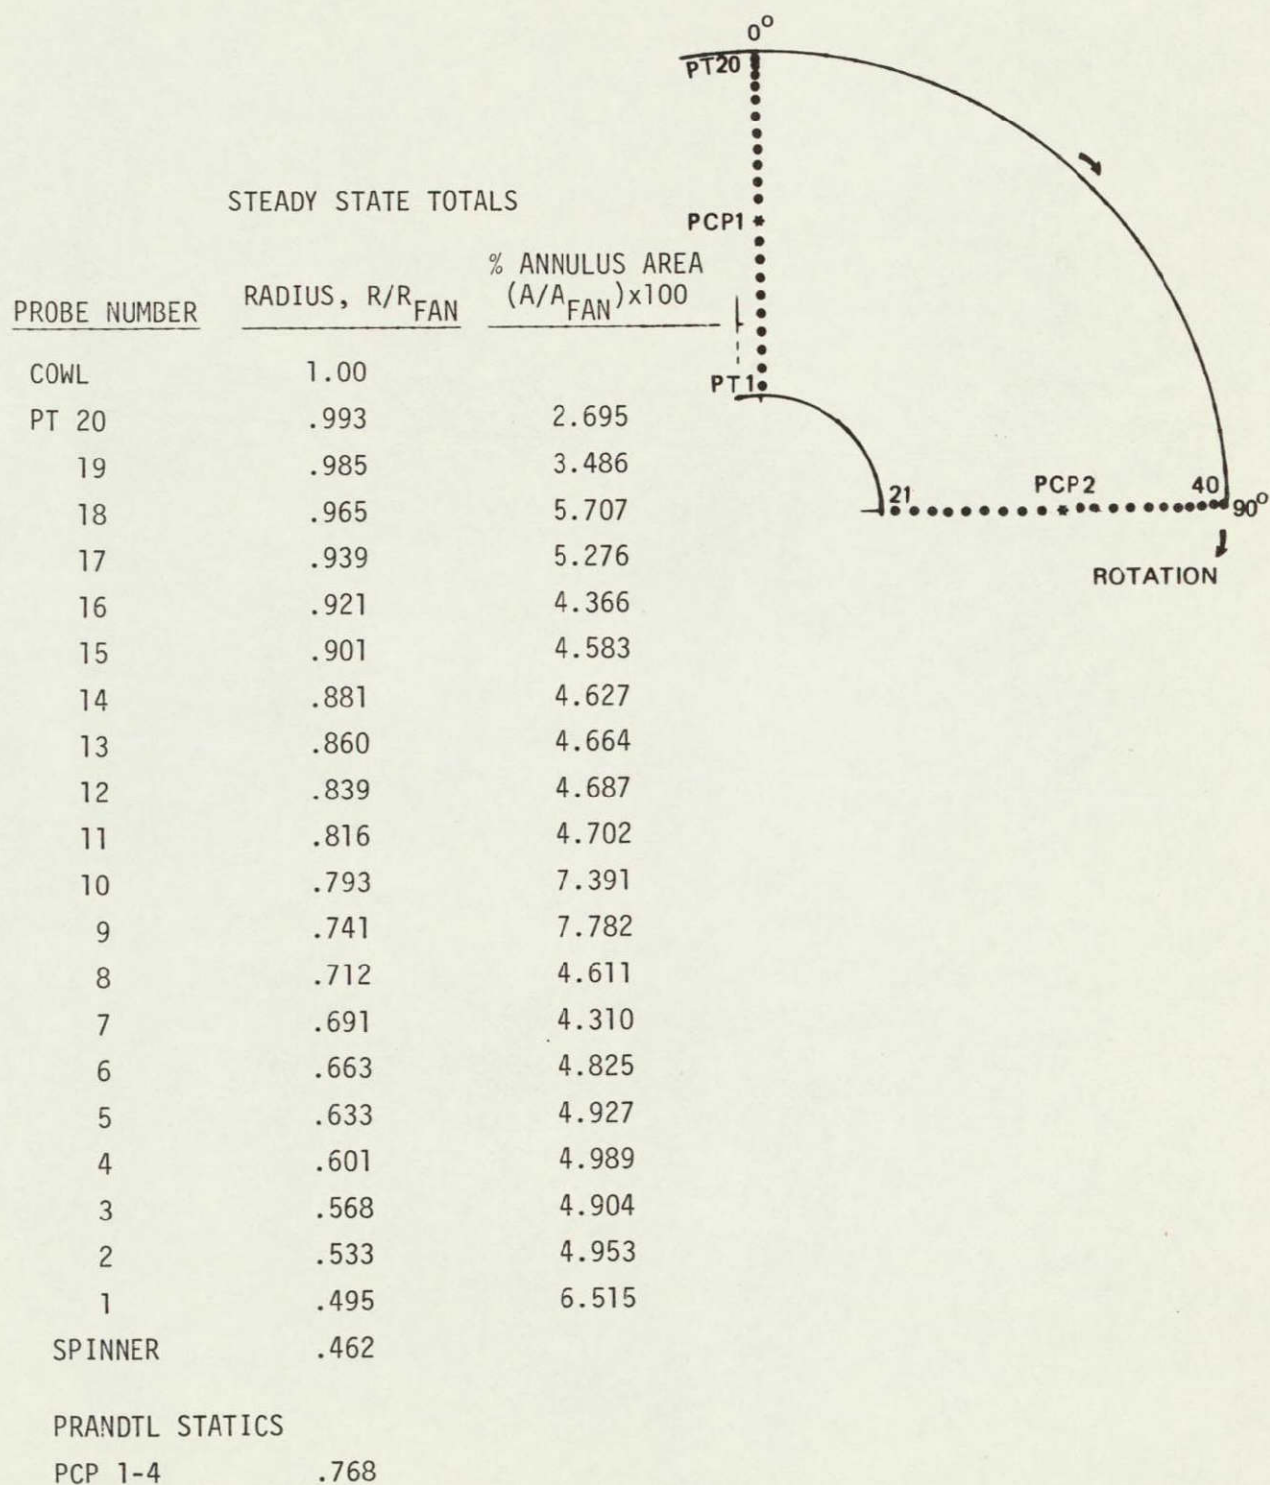 STEADY STATE TOTALS
PROBE NUMBER RADIUS, R/R_FAN % ANNULUS AREA (A/A_FAN)x100
COWL 1.00
PT 20 .993 2.695
19 .985 3.486
18 .965 5.707
17 .939 5.276
16 .921 4.366
15 .901 4.583
14 .881 4.627
13 .860 4.664
12 .839 4.687
11 .816 4.702
10 .793 7.391
9 .741 7.782
8 .712 4.611
7 .691 4.310
6 .663 4.825
5 .633 4.927
4 .601 4.989
3 .568 4.904
2 .533 4.953
1 .495 6.515
SPINNER .462
PRANDTL STATICS
PCP 1-4 .768
0°
PT20
PCP1
PT1
21 PCP2 40
90°
ROTATION